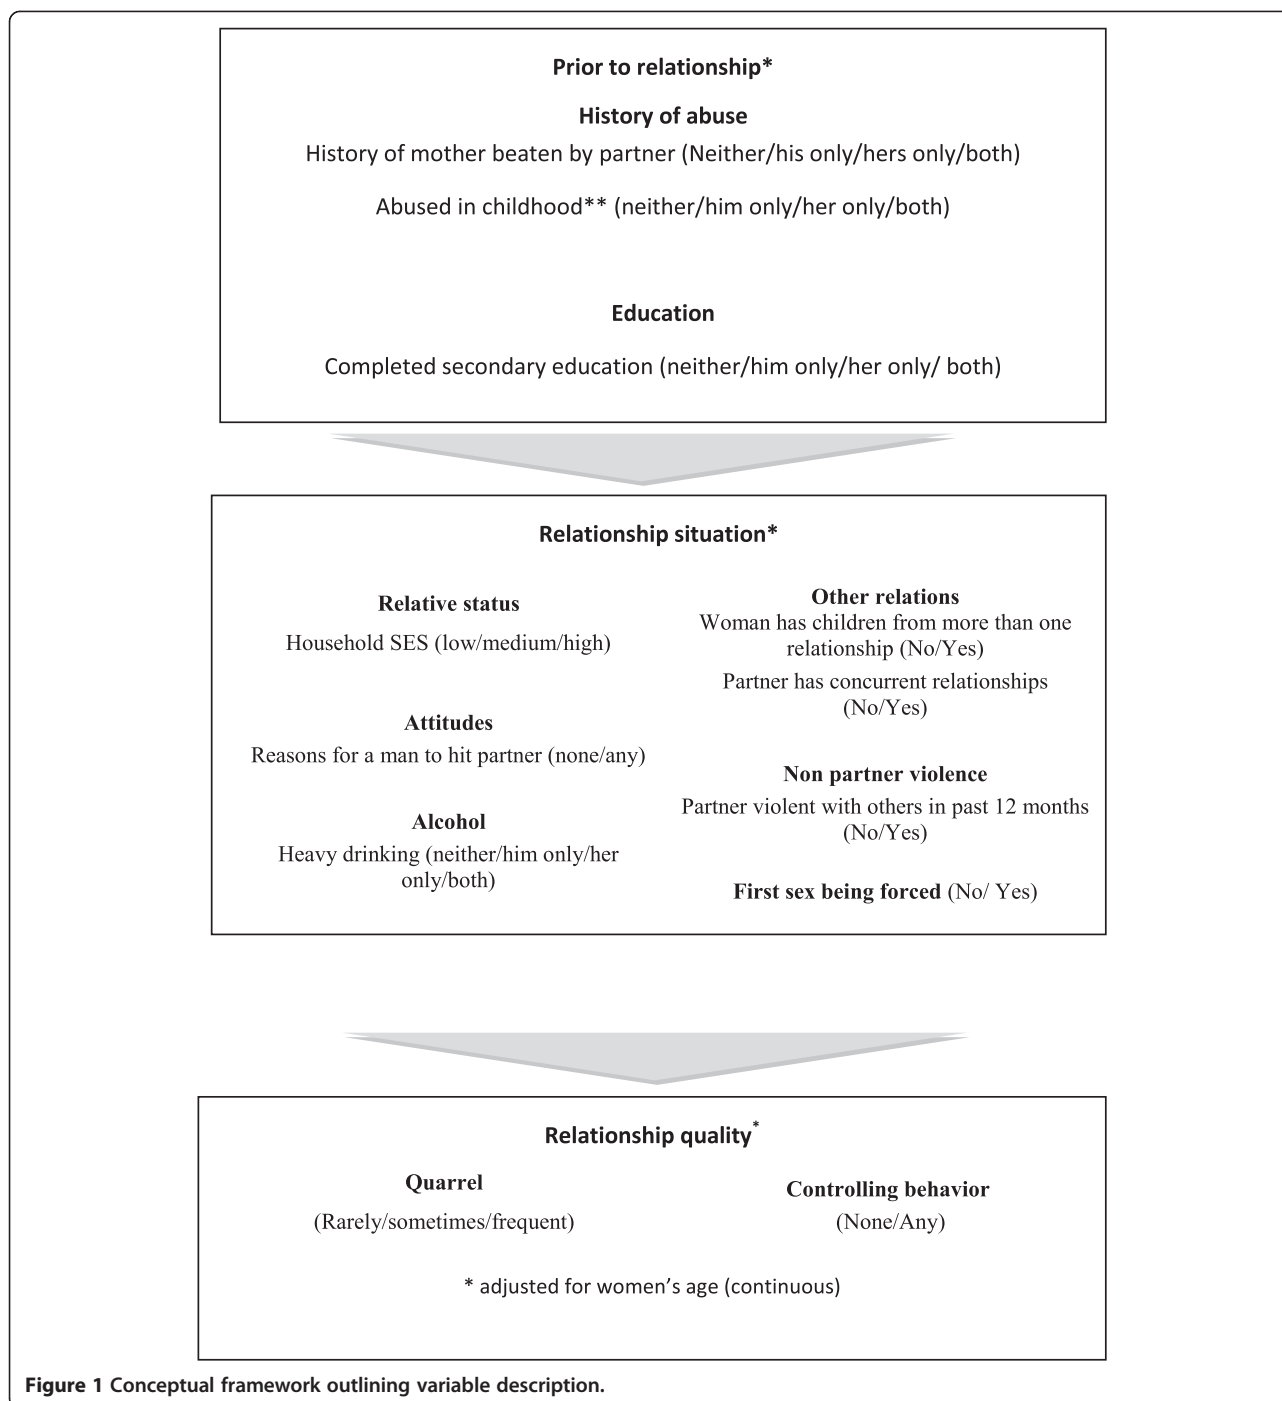 Prior to relationship*
History of abuse
History of mother beaten by partner (Neither/his only/hers only/both)
Abused in childhood** (neither/him only/her only/both)
Education
Completed secondary education (neither/him only/her only/ both)
Relationship situation*
Relative status
Household SES (low/medium/high)
Attitudes
Reasons for a man to hit partner (none/any)
Alcohol
Heavy drinking (neither/him only/her
only/both)
Other relations
Woman has children from more than one
relationship (No/Yes)
Partner has concurrent relationships
(No/Yes)
Non partner violence
Partner violent with others in past 12 months
(No/Yes)
First sex being forced (No/ Yes)
Relationship quality*
Quarrel
(Rarely/sometimes/frequent)
Controlling behavior
(None/Any)
* adjusted for women’s age (continuous)
Figure 1 Conceptual framework outlining variable description.